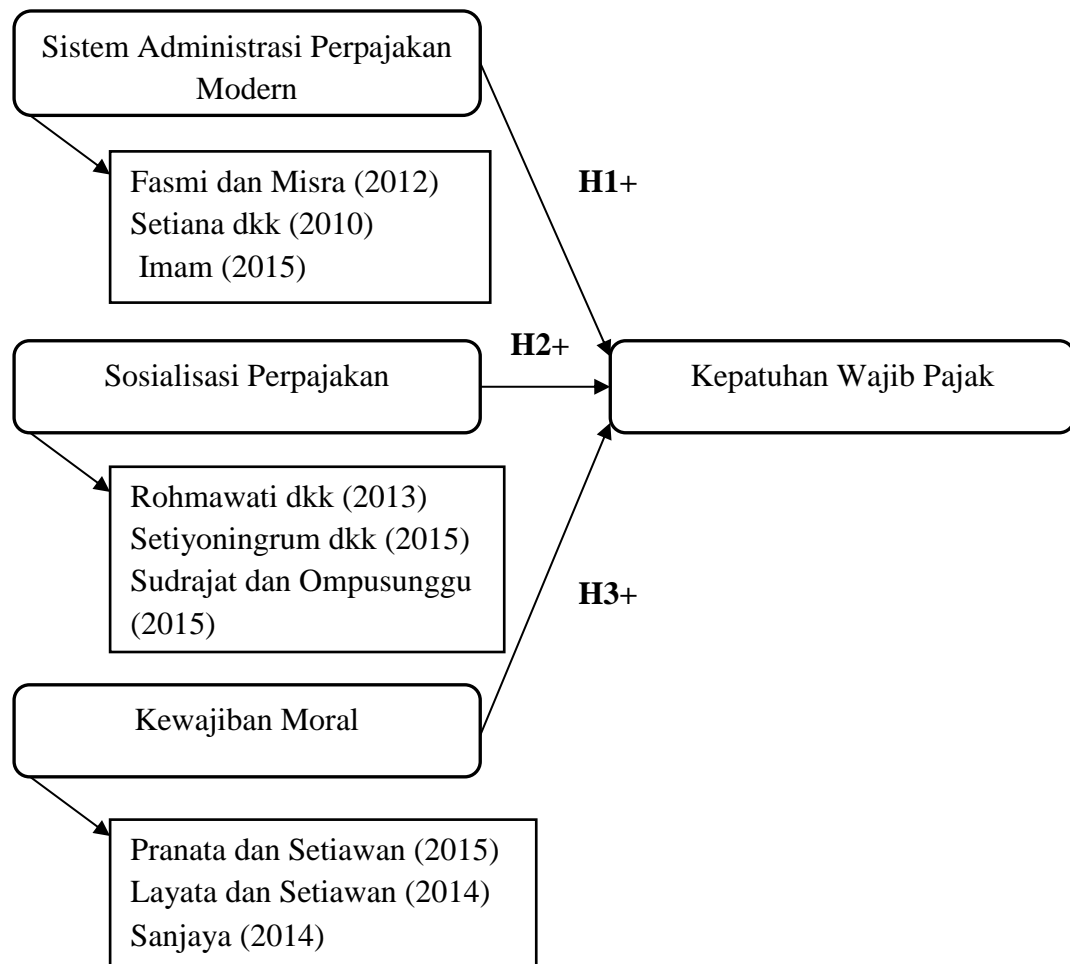 Sistem Administrasi Perpajakan
Modern
Fasmi dan Misra (2012)
Setiana dkk (2010)
Imam (2015)
H1+
Sosialisasi Perpajakan
H2+
Kepatuhan Wajib Pajak
Rohmawati dkk (2013)
Setiyoningrum dkk (2015)
Sudrajat dan Ompusunggu
(2015)
H3+
Kewajiban Moral
Pranata dan Setiawan (2015)
Layata dan Setiawan (2014)
Sanjaya (2014)